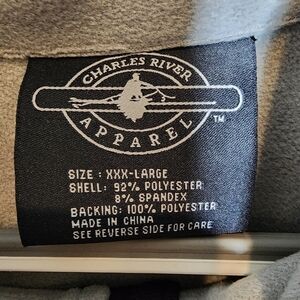 CHARLES RIVER
APPAREL
TM
SIZE : XXX-LARGE
SHELL: 92% POLYESTER
8% SPANDEX
BACKING: 100% POLYESTER
MADE IN CHINA
SEE REVERSE SIDE FOR CARE